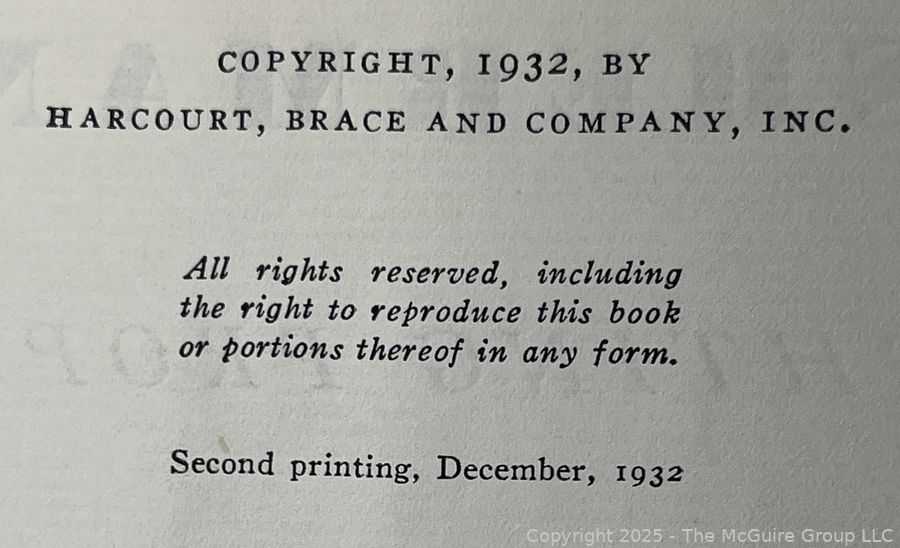 COPYRIGHT, 1932, BY
HARCOURT, BRACE AND COMPANY, INC.
All rights reserved, including
the right to reproduce this book
or portions thereof in any form.
Second printing, December, 1932
Copyright 2025 - The McGuire Group LLC